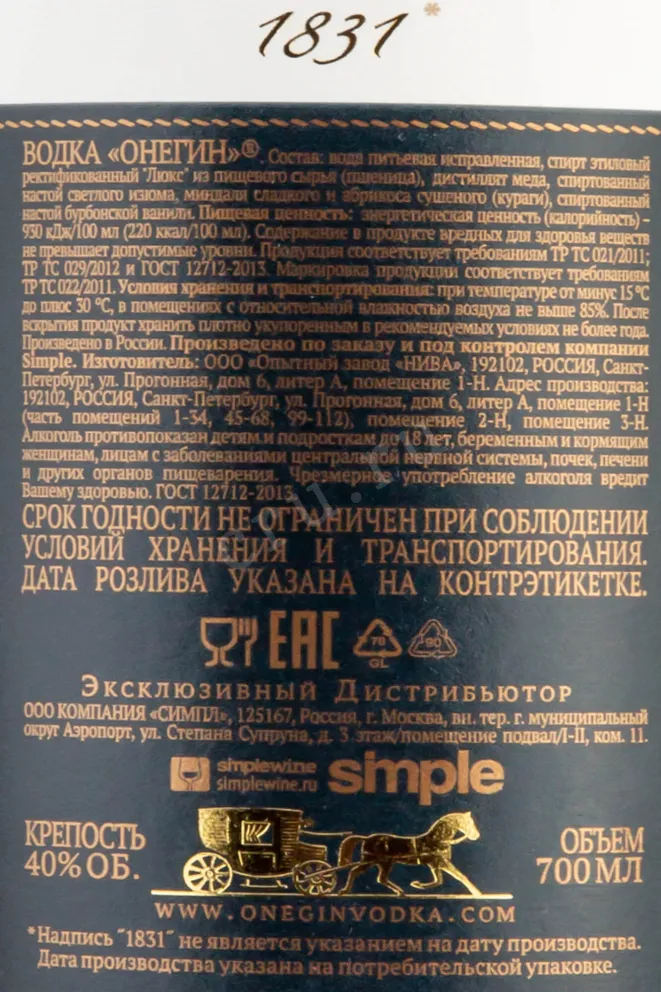 1831 *
ВОДКА «ОНЕГИН»®. Состав: вода питьевая исправленная, спирт этиловый
ректификованный "Люкс" из пищевого сырья (пшеница), дистиллят меда, спиртованный
настой светлого изюма, миндаля сладкого и абрикоса сушеного (кураги), спиртованный
настой бурбонской ванили. Пищевая ценность: энергетическая ценность (калорийность) –
930 кДж/100 мл (220 ккал/100 мл). Содержание в продукте вредных для здоровья веществ
не превышает допустимые уровни. Продукция соответствует требованиям ТР ТС 021/2011;
ТР ТС 029/2012 и ГОСТ 12712-2013. Маркировка продукции соответствует требованиям
ТР ТС 022/2011. Условия хранения и транспортирования: при температуре от минус 15 °С
до плюс 30 °С, в помещениях с относительной влажностью воздуха не выше 85%. После
вскрытия продукт хранить плотно укупоренным в рекомендуемых условиях не более года.
Произведено в России. Произведено по заказу и под контролем компании
Simple. Изготовитель: ООО «Опытный завод «НИВА», 192102, РОССИЯ, Санкт-
Петербург, ул. Прогонная, дом 6, литер А, помещение 1-Н. Адрес производства:
192102, РОССИЯ, Санкт-Петербург, ул. Прогонная, дом 6, литер А, помещение 1-Н
(часть помещений 1-34, 45-68, 99-112), помещение 2-Н, помещение 3-Н.
Алкоголь противопоказан детям и подросткам до 18 лет, беременным и кормящим
женщинам, лицам с заболеваниями центральной нервной системы, почек, печени
и других органов пищеварения. Чрезмерное употребление алкоголя вредит
Вашему здоровью. ГОСТ 12712-2013.
СРОК ГОДНОСТИ НЕ ОГРАНИЧЕН ПРИ СОБЛЮДЕНИИ
УСЛОВИЙ ХРАНЕНИЯ И ТРАНСПОРТИРОВАНИЯ.
ДАТА РОЗЛИВА УКАЗАНА НА КОНТРЭТИКЕТКЕ.
EAC 70 GL 90
Эксклюзивный Дистрибьютор
ООО КОМПАНИЯ «СИМПЛ», 125167, Россия, г. Москва, вн. тер. г. муниципальный
округ Аэропорт, ул. Степана Супруна, д. 3 этаж/помещение подвал/I-II, ком. 11.
simplewine
simplewine.ru
simple
КРЕПОСТЬ
40% ОБ.
ОБЪЕМ
700 МЛ
WWW.ONEGINVODKA.COM
*Надпись "1831" не является указанием на дату производства.
Дата производства указана на потребительской упаковке.